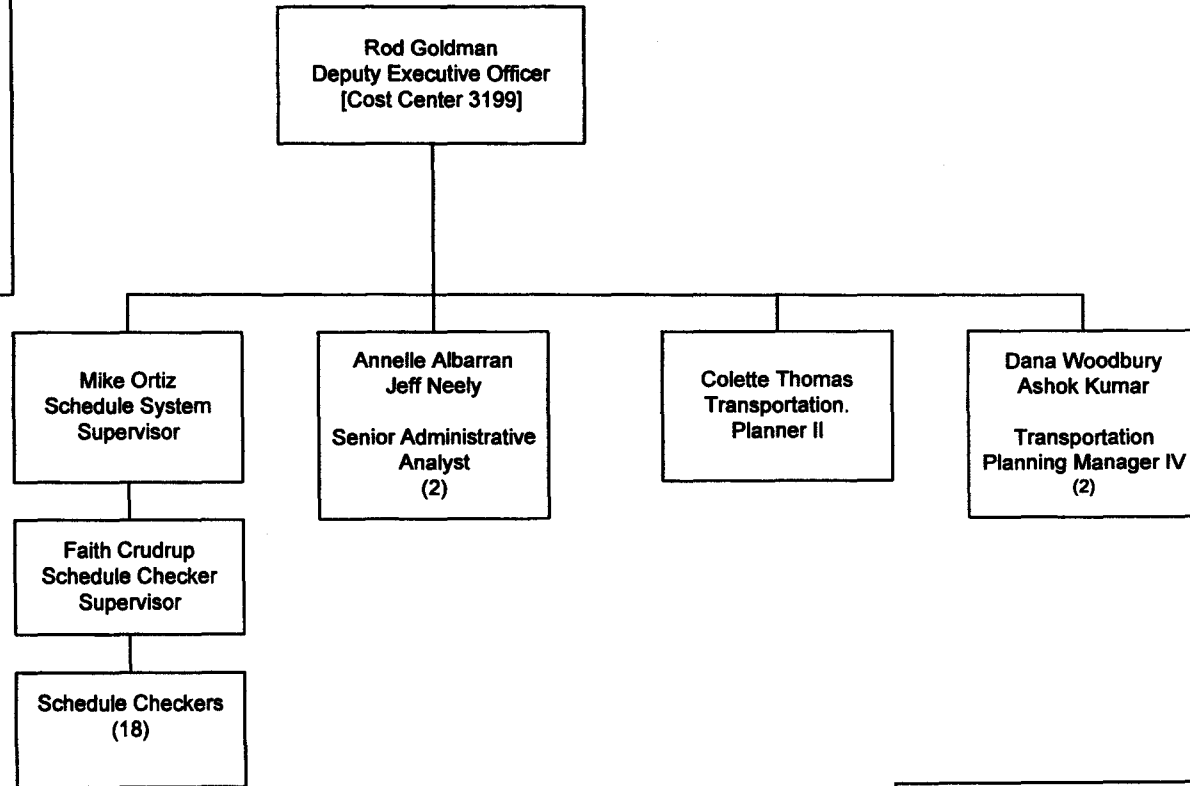 Rod Goldman
Deputy Executive Officer
[Cost Center 3199]
Mike Ortiz
Schedule System
Supervisor
Annelle Albarran
Jeff Neely
Senior Administrative
Analyst
(2)
Colette Thomas
Transportation.
Planner II
Dana Woodbury
Ashok Kumar
Transportation
Planning Manager IV
(2)
Faith Crudrup
Schedule Checker
Supervisor
Schedule Checkers
(18)